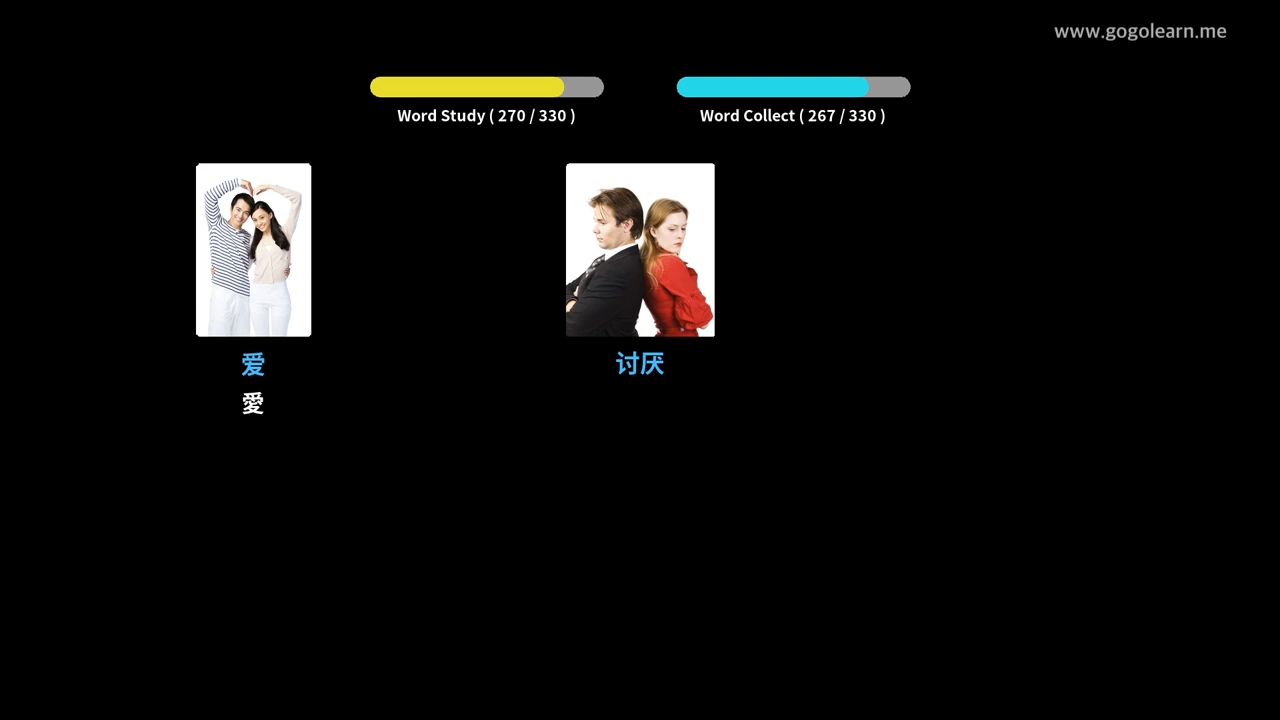 www.gogolearn.me
Word Study ( 270 / 330 )
Word Collect ( 267 / 330 )
爱
愛
讨厌